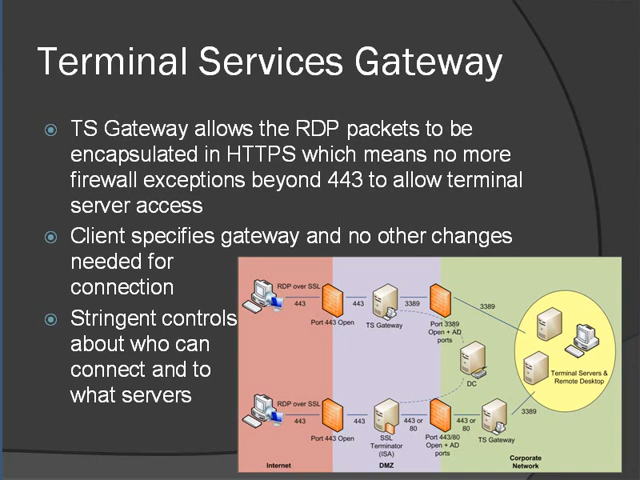 Terminal Services Gateway
TS Gateway allows the RDP packets to be
encapsulated in HTTPS which means no more
firewall exceptions beyond 443 to allow terminal
server access
Client specifies gateway and no other changes
needed for
connection
Stringent controls
about who can
connect and to
what servers
RDP over SSL
443
443
3389
3389
Port 443 Open
TS Gateway
Port 3389
Open + AD
ports
DC
Terminal Servers &
Remote Desktop
RDP over SSL
443
443
443 or
80
443 or
80
3389
Port 443 Open
SSL
Terminator
(ISA)
Port 443/80
Open + AD
ports
TS Gateway
Internet
DMZ
Corporate
Network